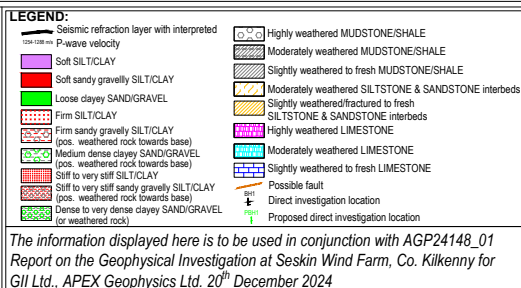 LEGEND:
Seismic refraction layer with interpreted
1254-1288 m/s P-wave velocity
Soft SILT/CLAY
Soft sandy gravellly SILT/CLAY
Loose clayey SAND/GRAVEL
Firm SILT/CLAY
Firm sandy gravelly SILT/CLAY
(pos. weathered rock towards base)
Medium dense clayey SAND/GRAVEL
(pos. weathered rock towards base)
Stiff to very stiff SILT/CLAY
Stiff to very stiff sandy gravelly SILT/CLAY
(pos. weathered rock towards base)
Dense to very dense clayey SAND/GRAVEL
(or weathered rock)
Highly weathered MUDSTONE/SHALE
Moderately weathered MUDSTONE/SHALE
Slightly weathered to fresh MUDSTONE/SHALE
Moderately weathered SILTSTONE & SANDSTONE interbeds
Slightly weathered/fractured to fresh
SILTSTONE & SANDSTONE interbeds
Highly weathered LIMESTONE
Moderately weathered LIMESTONE
Slightly weathered to fresh LIMESTONE
Possible fault
BH1 Direct investigation location
PBH1 Proposed direct investigation location
The information displayed here is to be used in conjunction with AGP24148_01
Report on the Geophysical Investigation at Seskin Wind Farm, Co. Kilkenny for
GII Ltd., APEX Geophysics Ltd. 20th December 2024